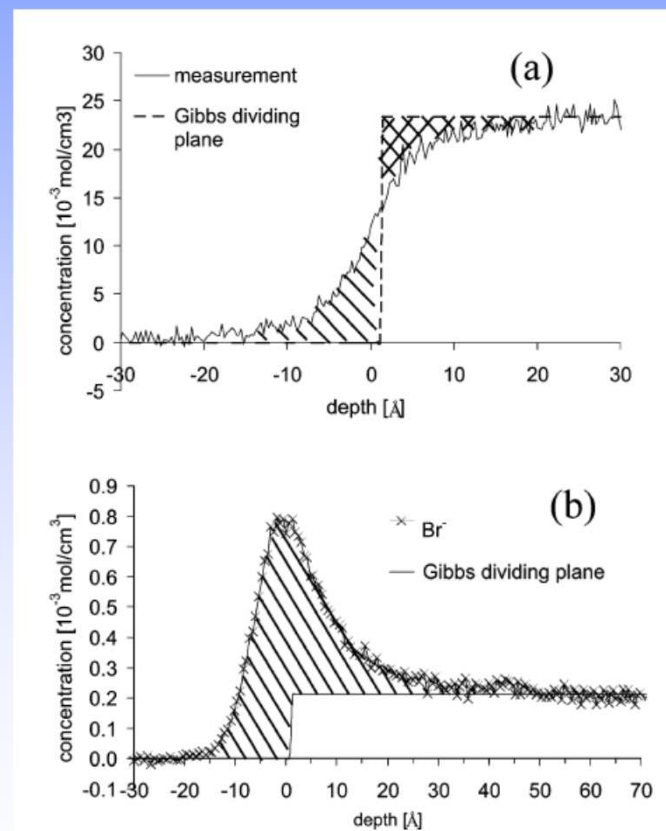 (a)
30
25
20
15
10
5
0
-5
concentration [10⁻³mol/cm3]
measurement
Gibbs dividing
plane
-30 -20 -10 0 10 20 30
depth [Å]
(b)
0.9
0.8
0.7
0.6
0.5
0.4
0.3
0.2
0.1
0.0
-0.1
concentration [10⁻³mol/cm³]
Br⁻
Gibbs dividing plane
-30 -20 -10 0 10 20 30 40 50 60 70
depth [Å]